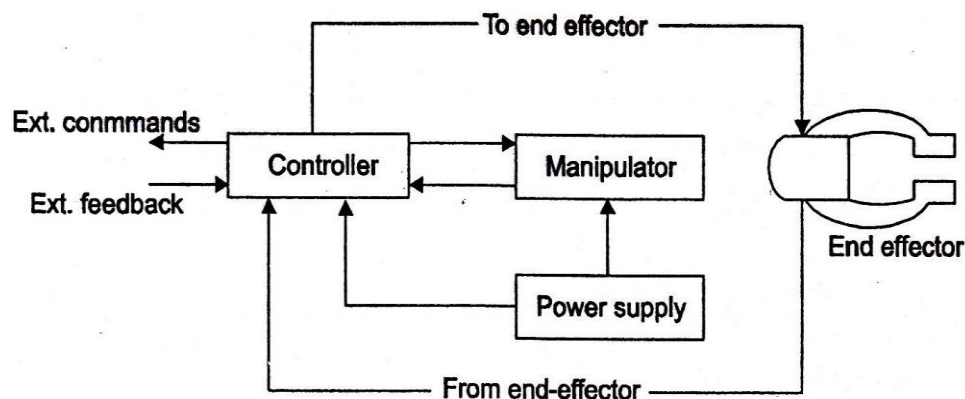 To end effector
Ext. conmmands
Controller
Manipulator
Ext. feedback
End effector
Power supply
From end-effector